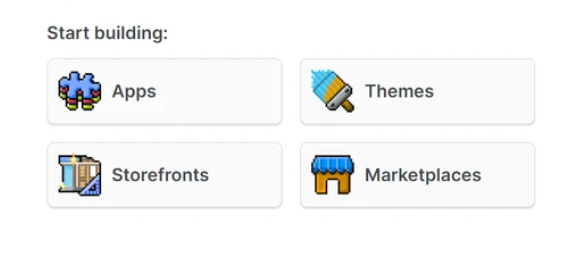 Start building:
Apps
Themes
Storefronts
Marketplaces